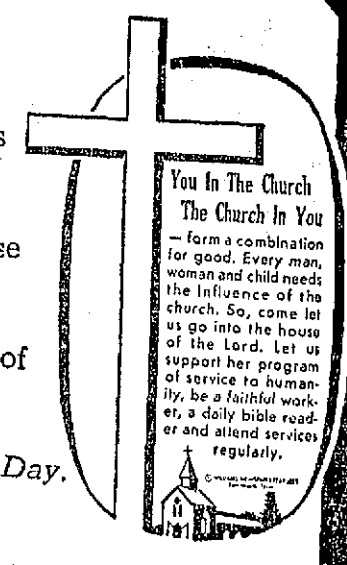 s
se
of
Day.
You In The Church
The Church In You
— form a combination
for good. Every man,
woman and child needs
the influence of the
church. So, come let
us go into the house
of the Lord. Let us
support her program
of service to human-
ity, be a faithful work-
er, a daily bible read-
er and attend services
regularly.